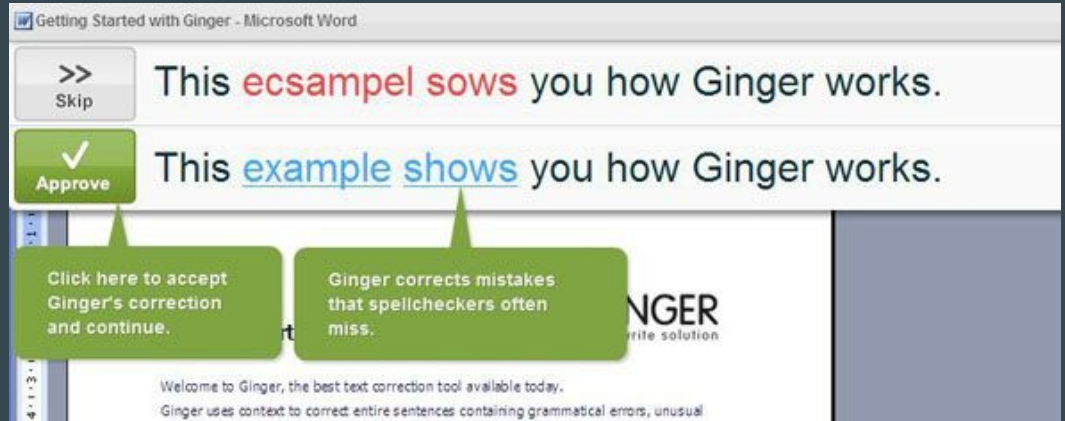 Getting Started with Ginger - Microsoft Word
>>
Skip
This ecsampel sows you how Ginger works.
Approve
This example shows you how Ginger works.
Click here to accept
Ginger's correction
and continue.
Ginger corrects mistakes
that spellcheckers often
miss.
NGER
rite solution
Welcome to Ginger, the best text correction tool available today.
Ginger uses context to correct entire sentences containing grammatical errors, unusual